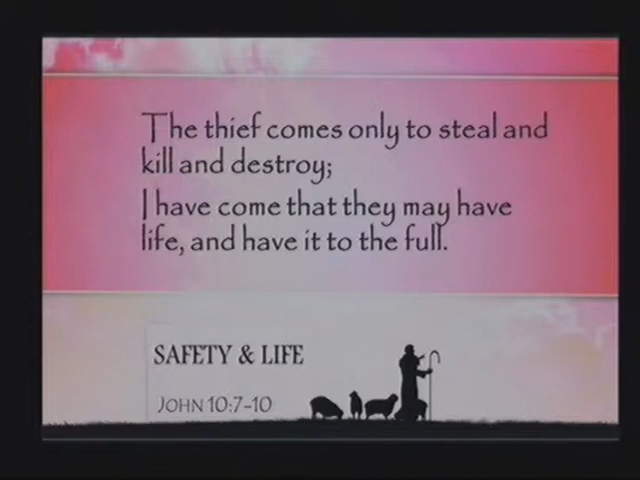 The thief comes only to steal and
kill and destroy;
I have come that they may have
life, and have it to the full.
SAFETY & LIFE
JOHN 10:7-10